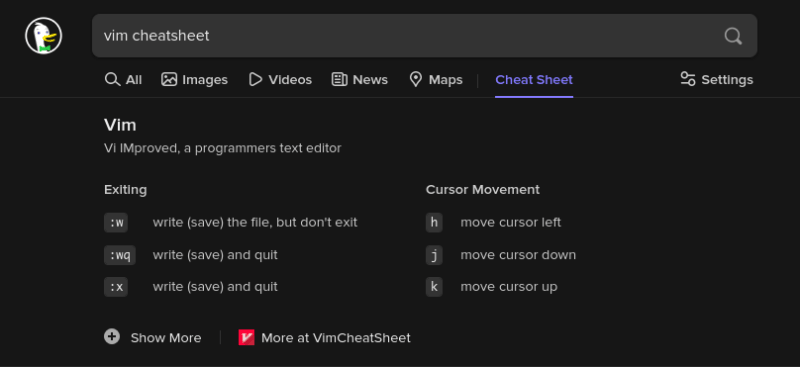 vim cheatsheet
All Images Videos News Maps Cheat Sheet Settings
Vim
Vi IMproved, a programmers text editor
Exiting
:w write (save) the file, but don't exit
:wq write (save) and quit
:x write (save) and quit
Cursor Movement
h move cursor left
j move cursor down
k move cursor up
Show More More at VimCheatSheet